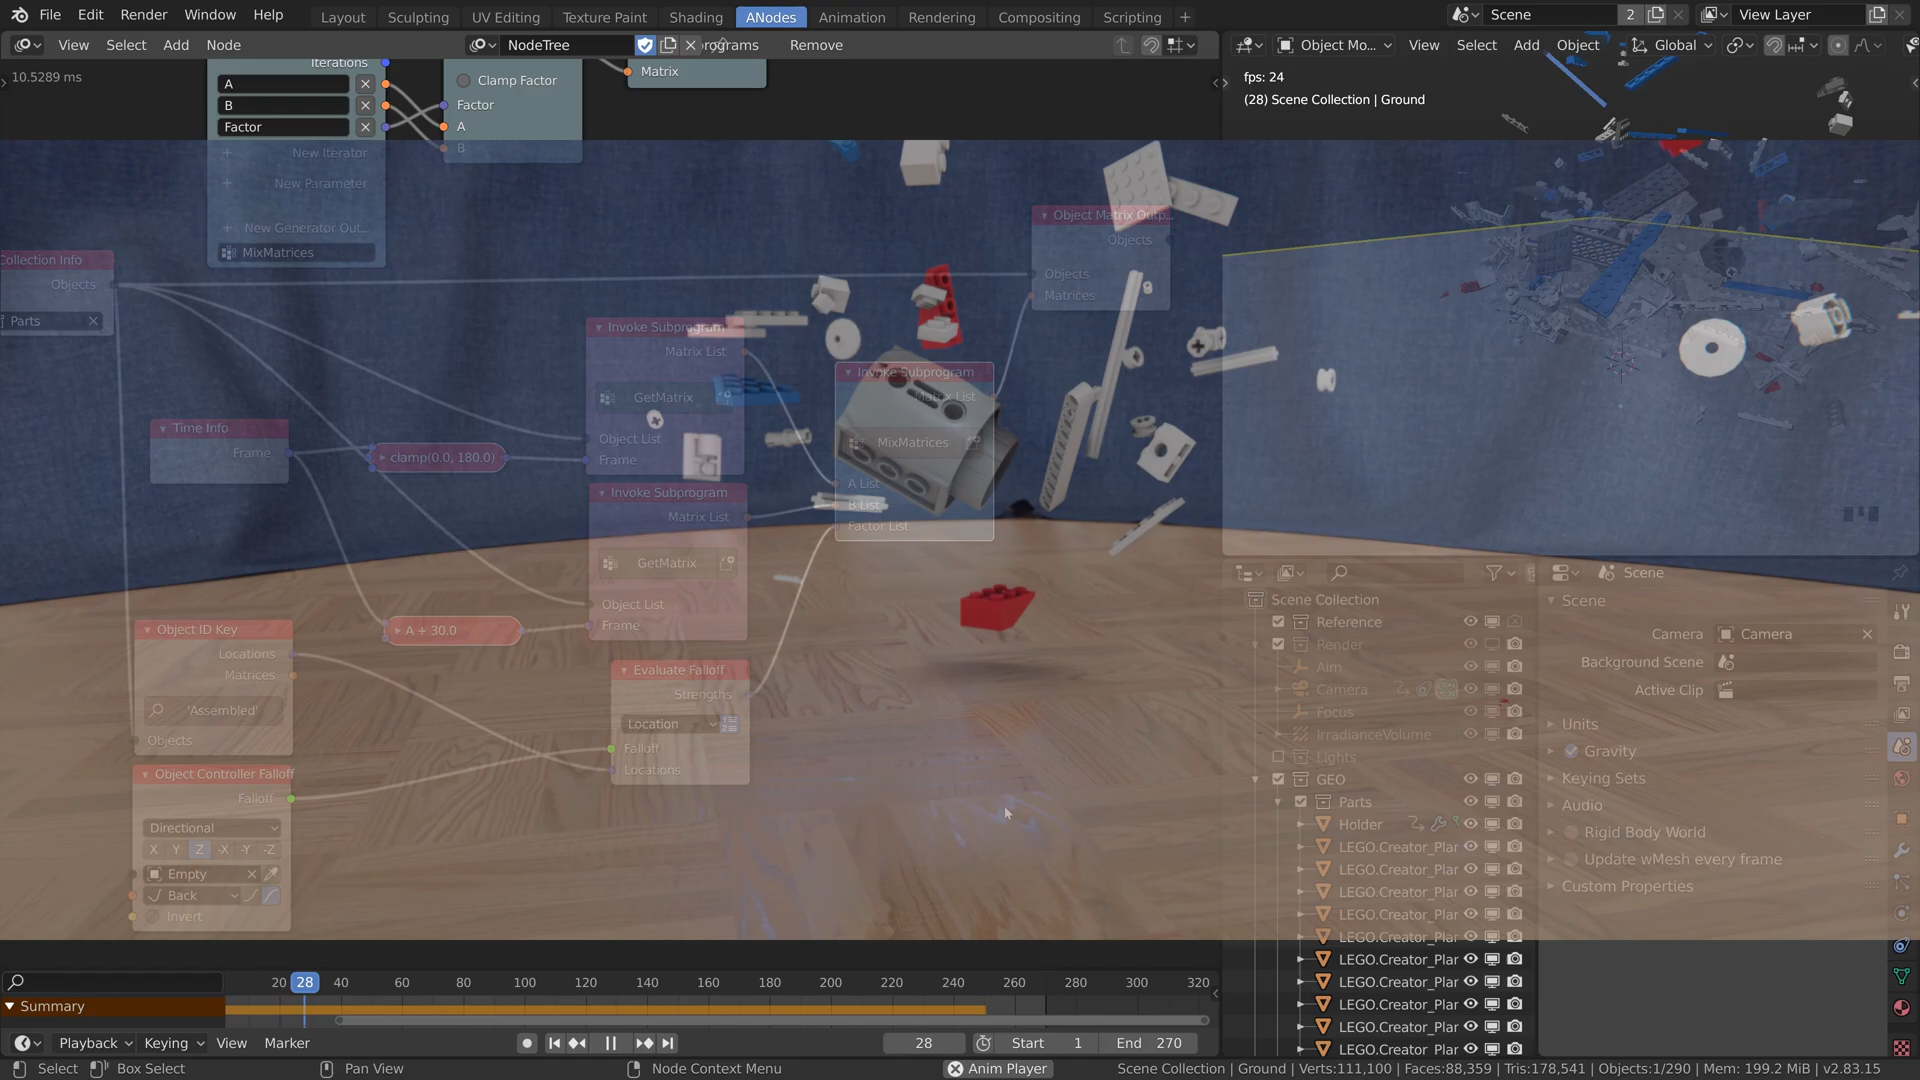 File Edit Render Window Help Layout Sculpting UV Editing Texture Paint Shading ANodes Animation Rendering Compositing Scripting + Scene 2 View Layer
View Select Add Node NodeTree Remove Object Mo... View Select Add Object Global
10.5289 ms
fps: 24
(28) Scene Collection | Ground
Iterations
A
B
Factor
New Iterator
New Parameter
New Generator Out...
MixMatrices
Clamp Factor
Factor
A
B
Matrix
Collection Info
Objects
Parts
Time Info
Frame
clamp(0.0, 180.0)
A + 30.0
Invoke Subprogram
Matrix List
GetMatrix
Object List
Frame
Invoke Subprogram
Matrix List
GetMatrix
Object List
Frame
Invoke Subprogram
Matrix List
MixMatrices
A List
B List
Factor List
Object Matrix Outp...
Objects
Objects
Matrices
Object ID Key
Locations
Matrices
'Assembled'
Objects
Object Controller Falloff
Falloff
Directional
X Y Z -X -Y -Z
Empty
Back
Invert
Evaluate Falloff
Strengths
Location
Falloff
Locations
Scene Collection
Reference
Render
Aim
Camera
Focus
IrradianceVolume
Lights
GEO
Parts
Holder
LEGO.Creator_Plar
LEGO.Creator_Plar
LEGO.Creator_Plar
LEGO.Creator_Plar
LEGO.Creator_Plar
LEGO.Creator_Plar
LEGO.Creator_Plar
LEGO.Creator_Plar
LEGO.Creator_Plar
LEGO.Creator_Plar
Scene
Scene
Camera Camera
Background Scene
Active Clip
Units
Gravity
Keying Sets
Audio
Rigid Body World
Update wMesh every frame
Custom Properties
20 28 40 60 80 100 120 140 160 180 200 220 240 260 280 300 320
Summary
Playback Keying View Marker 28 Start 1 End 270
Select Box Select Pan View Node Context Menu Anim Player Scene Collection | Ground | Verts:111,100 | Faces:88,359 | Tris:178,541 | Objects:1/290 | Mem: 199.2 MiB | v2.83.15